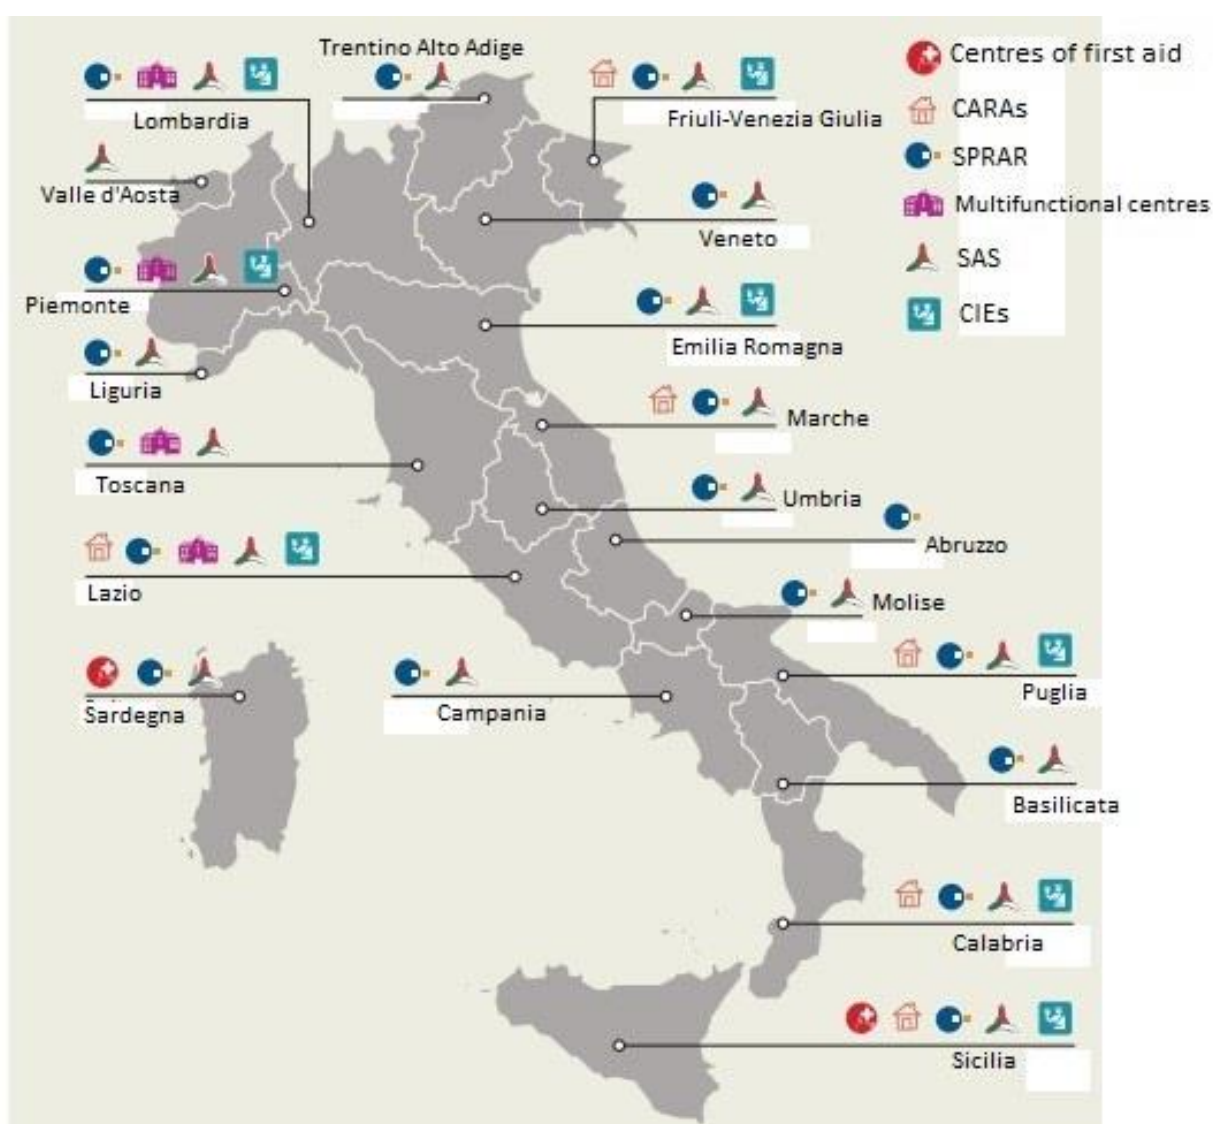 Trentino Alto Adige
Lombardia
Friuli-Venezia Giulia
Valle d'Aosta
Veneto
Piemonte
Emilia Romagna
Liguria
Marche
Toscana
Umbria
Abruzzo
Lazio
Molise
Puglia
Sardegna
Campania
Basilicata
Calabria
Sicilia
Centres of first aid
CARAs
SPRAR
Multifunctional centres
SAS
CIEs